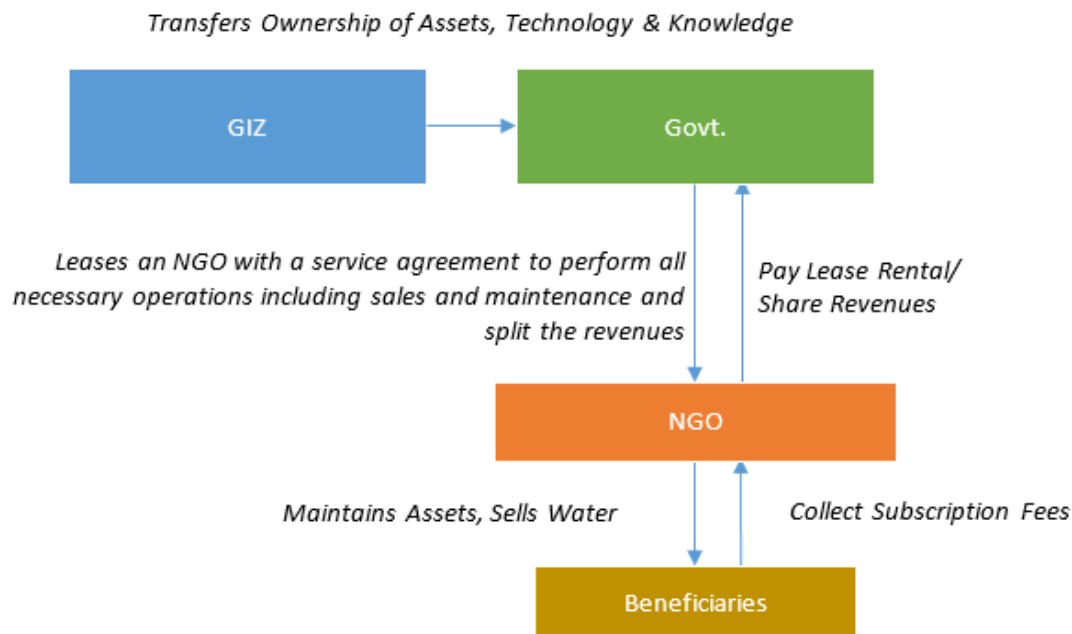 Transfers Ownership of Assets, Technology & Knowledge
GIZ
Govt.
Leases an NGO with a service agreement to perform all
necessary operations including sales and maintenance and
split the revenues
Pay Lease Rental/
Share Revenues
NGO
Maintains Assets, Sells Water
Collect Subscription Fees
Beneficiaries